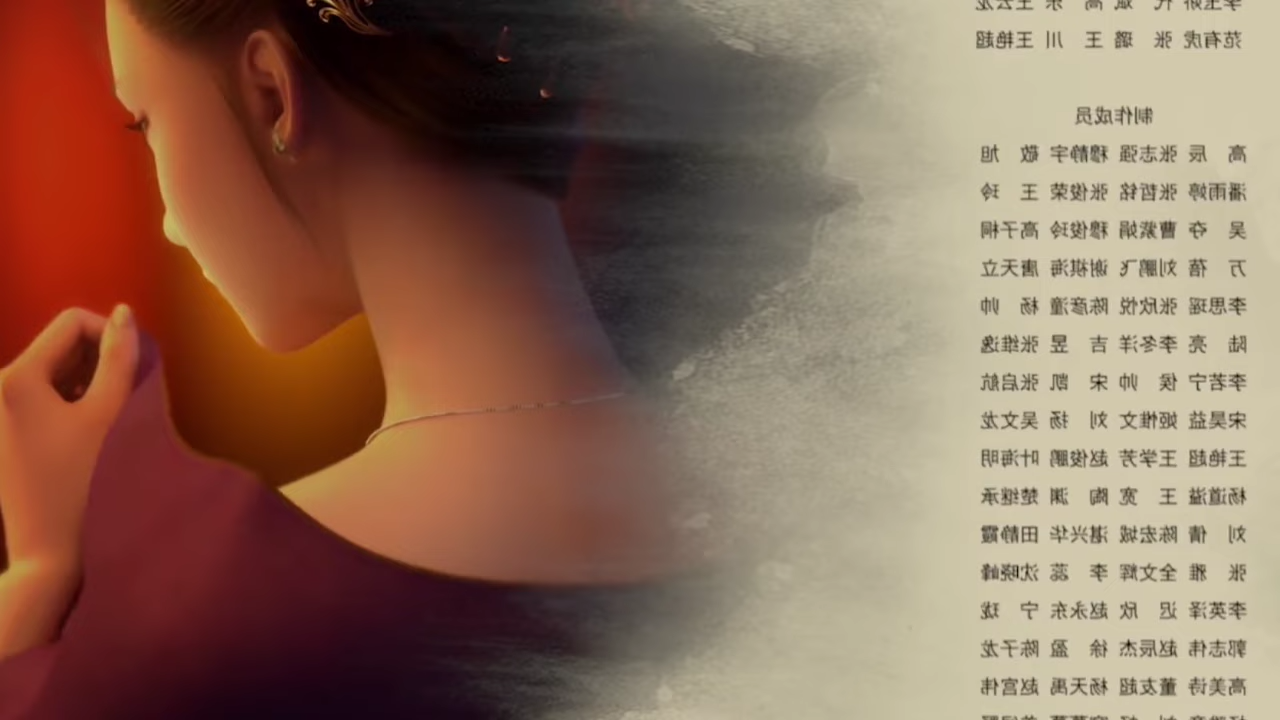 范有虎 张　璐 王　川 王艳超
制作成员
高　辰 张志强 穆静宇 敬　旭
潘雨婷 张哲铭 张俊荣 王　玲
吴　夺 曹紫娟 穆俊玲 高子桐
万　蓓 刘鹏飞 谢祺海 唐天立
李思瑶 张欣悦 陈彦潼 杨　帅
陆　亮 李冬洋 吉　昱 张维逸
李若宁 侯　帅 宋　凯 张启航
宋昊益 姬惟文 刘　扬 吴文龙
王艳超 王学芳 赵俊鹏 叶海明
杨道溢 王　宽 陶　渊 楚继承
刘　倩 陈宏城 湛兴华 田静霞
张　雅 全文辉 李　蕊 沈晓峰
李英泽 迟　欣 赵永东 宁　珑
郭志伟 赵辰杰 徐　盈 陈子龙
高美诗 董友超 杨天禹 赵宫伟